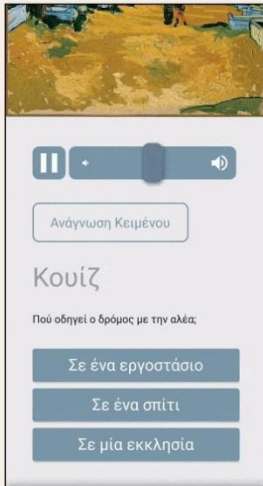 Ανάγνωση Κειμένου
Κουίζ
Πού οδηγεί ο δρόμος με την αλέα;
Σε ένα εργοστάσιο
Σε ένα σπίτι
Σε μία εκκλησία